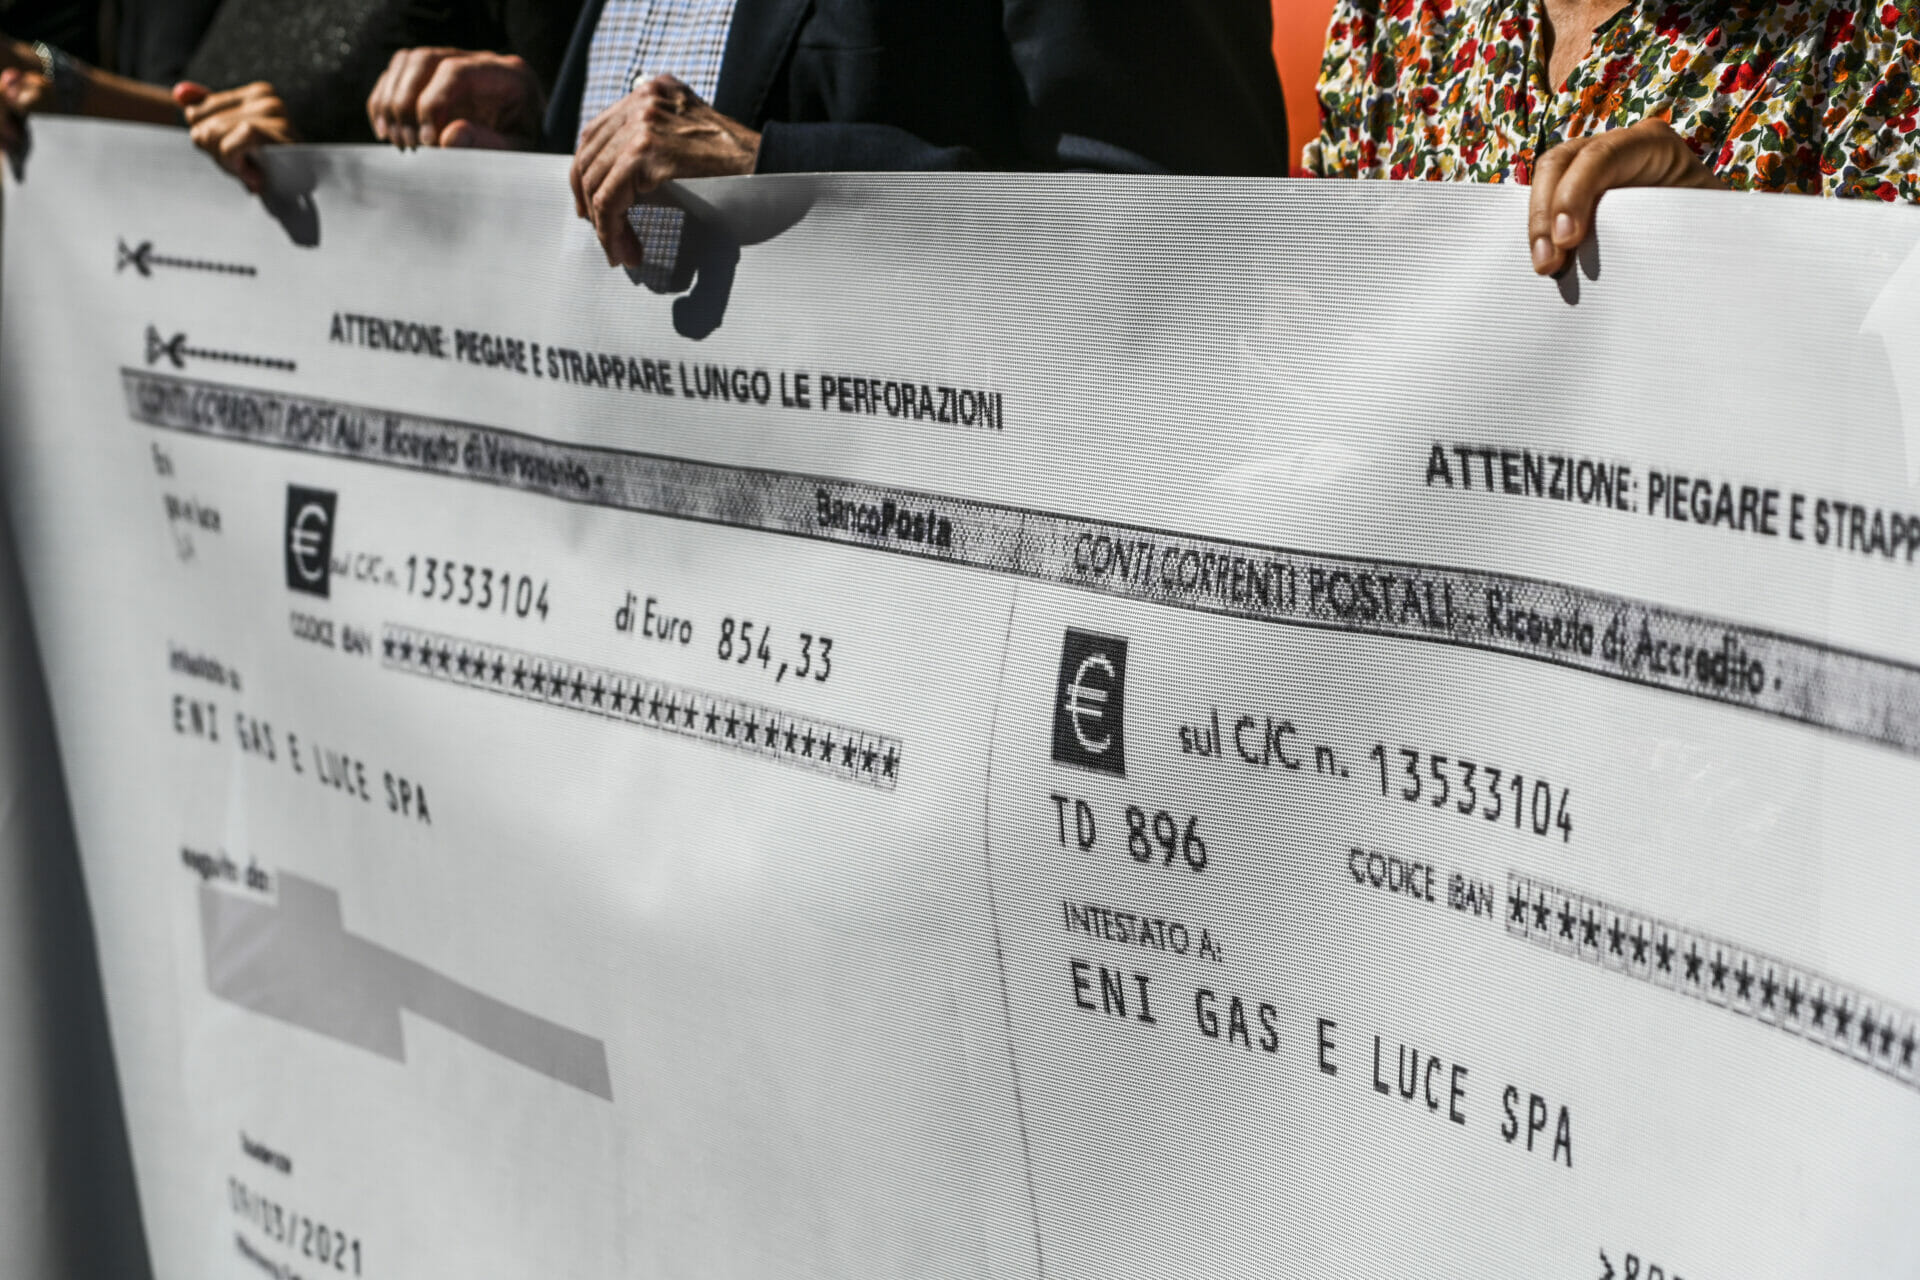 ATTENZIONE: PIEGARE E STRAPPARE LUNGO LE PERFORAZIONI
CONTI CORRENTI POSTALI - Ricevuta di Versamento -
BancoPosta
€ sul C/C n. 13533104 di Euro 854,33
CODICE IBAN ******************************
intestato a
ENI GAS E LUCE SPA
eseguito da:
Scadenza
/2021
ATTENZIONE: PIEGARE E STRAPP
CONTI CORRENTI POSTALI - Ricevuta di Accredito -
€ sul C/C n. 13533104
TD 896
CODICE IBAN *****************
INTESTATO A:
ENI GAS E LUCE SPA